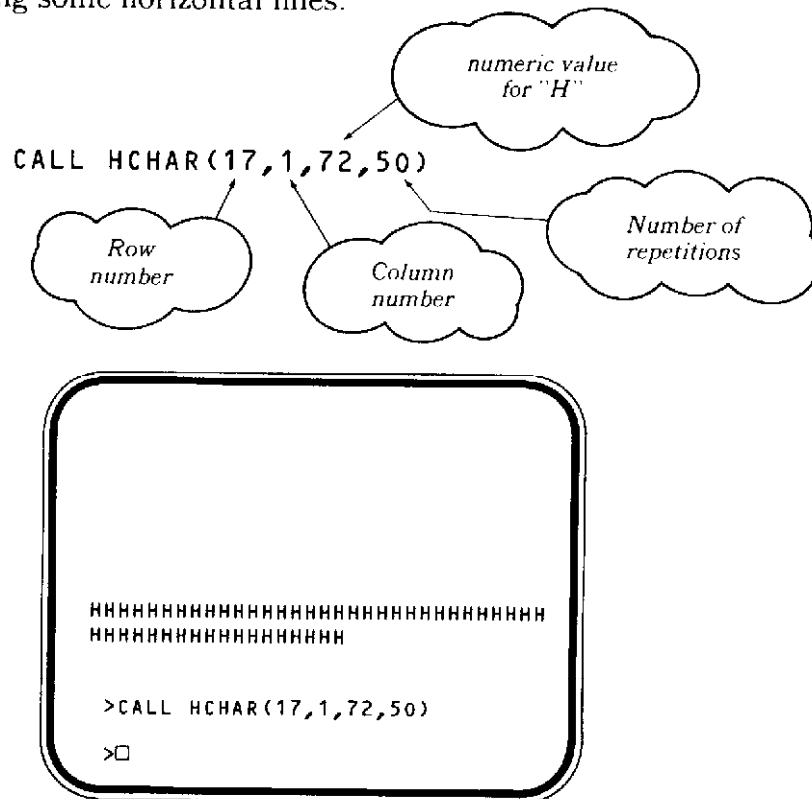 ng some horizontal lines.
numeric value
for "H"
CALL HCHAR(17,1,72,50)
Row
number
Column
number
Number of
repetitions
HHHHHHHHHHHHHHHHHHHHHHHHHHHHHHHH
HHHHHHHHHHHHHHHHHH
>CALL HCHAR(17,1,72,50)
>□